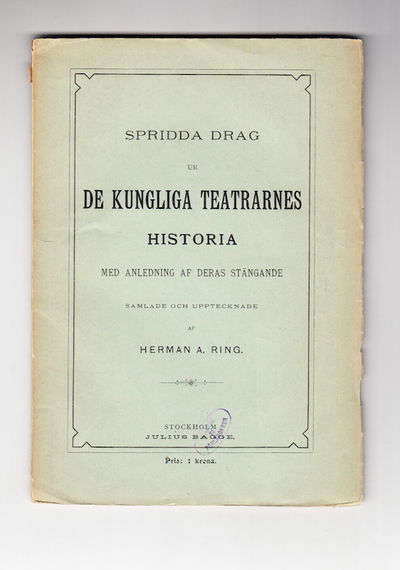 SPRIDDA DRAG
UR
DE KUNGLIGA TEATRARNES
HISTORIA
MED ANLEDNING AF DERAS STÄNGANDE
SAMLADE OCH UPPTECKNADE
AF
HERMAN A. RING.
STOCKHOLM
JULIUS BAGGE.
Pris: 1 krona.